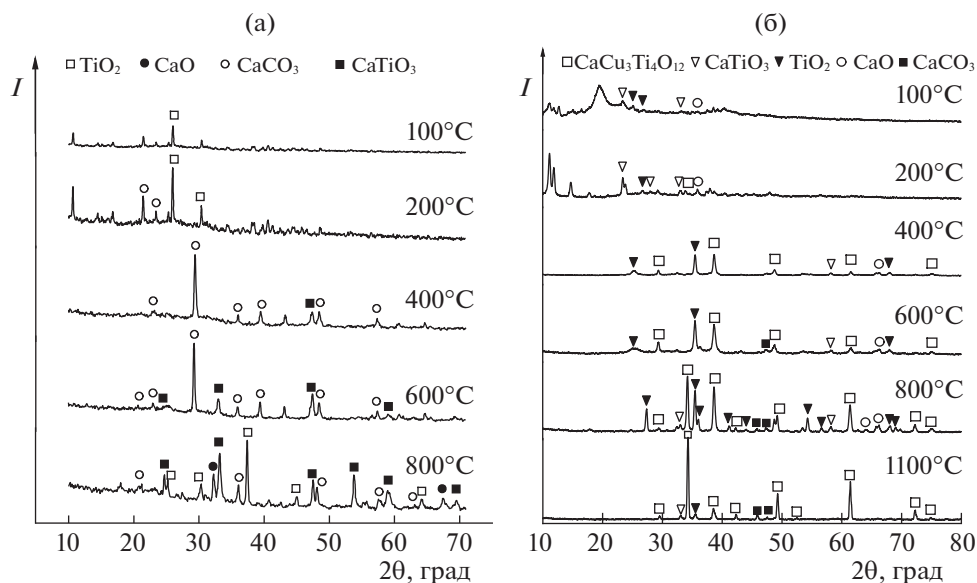 (а)
I
□ TiO₂ ● CaO ○ CaCO₃ ■ CaTiO₃
100°C
200°C
400°C
600°C
800°C
10 20 30 40 50 60 70
2θ, град
(б)
I
□ CaCu₃Ti₄O₁₂ ▽ CaTiO₃ ▼ TiO₂ ○ CaO ■ CaCO₃
100°C
200°C
400°C
600°C
800°C
1100°C
10 20 30 40 50 60 70 80
2θ, град